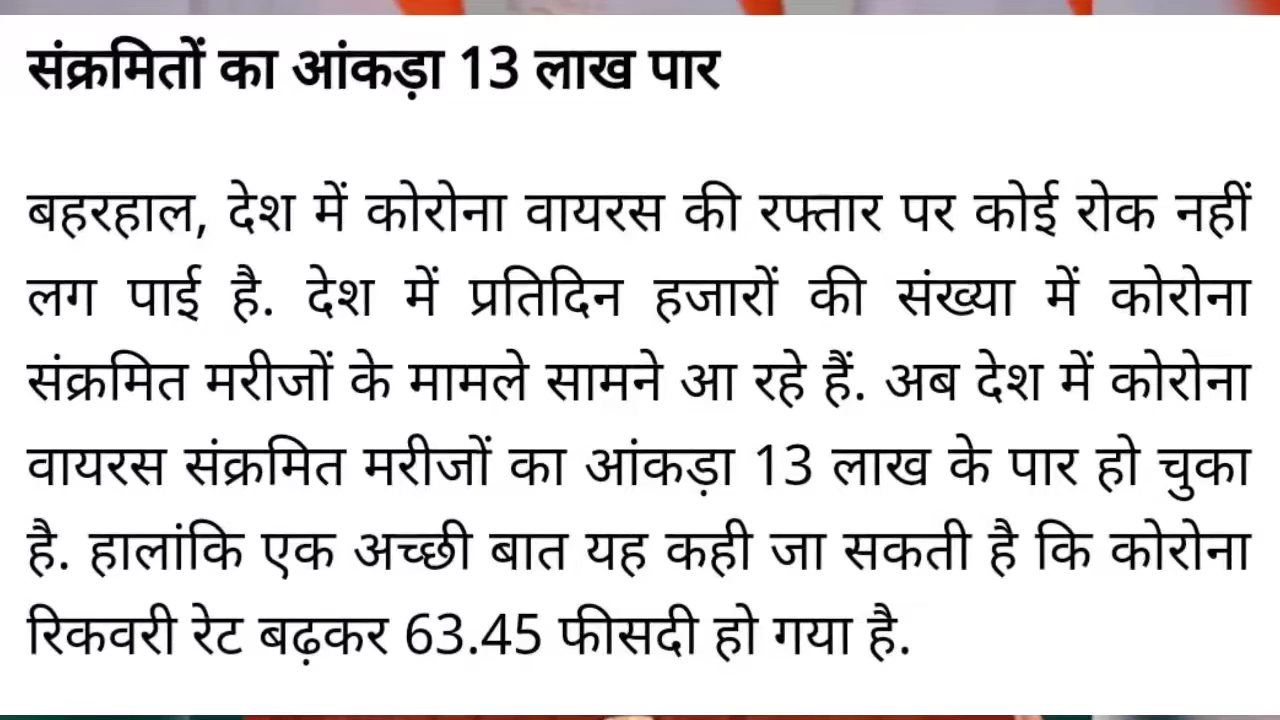 संक्रमितों का आंकड़ा 13 लाख पार
बहरहाल, देश में कोरोना वायरस की रफ्तार पर कोई रोक नहीं
लग पाई है. देश में प्रतिदिन हजारों की संख्या में कोरोना
संक्रमित मरीजों के मामले सामने आ रहे हैं. अब देश में कोरोना
वायरस संक्रमित मरीजों का आंकड़ा 13 लाख के पार हो चुका
है. हालांकि एक अच्छी बात यह कही जा सकती है कि कोरोना
रिकवरी रेट बढ़कर 63.45 फीसदी हो गया है.